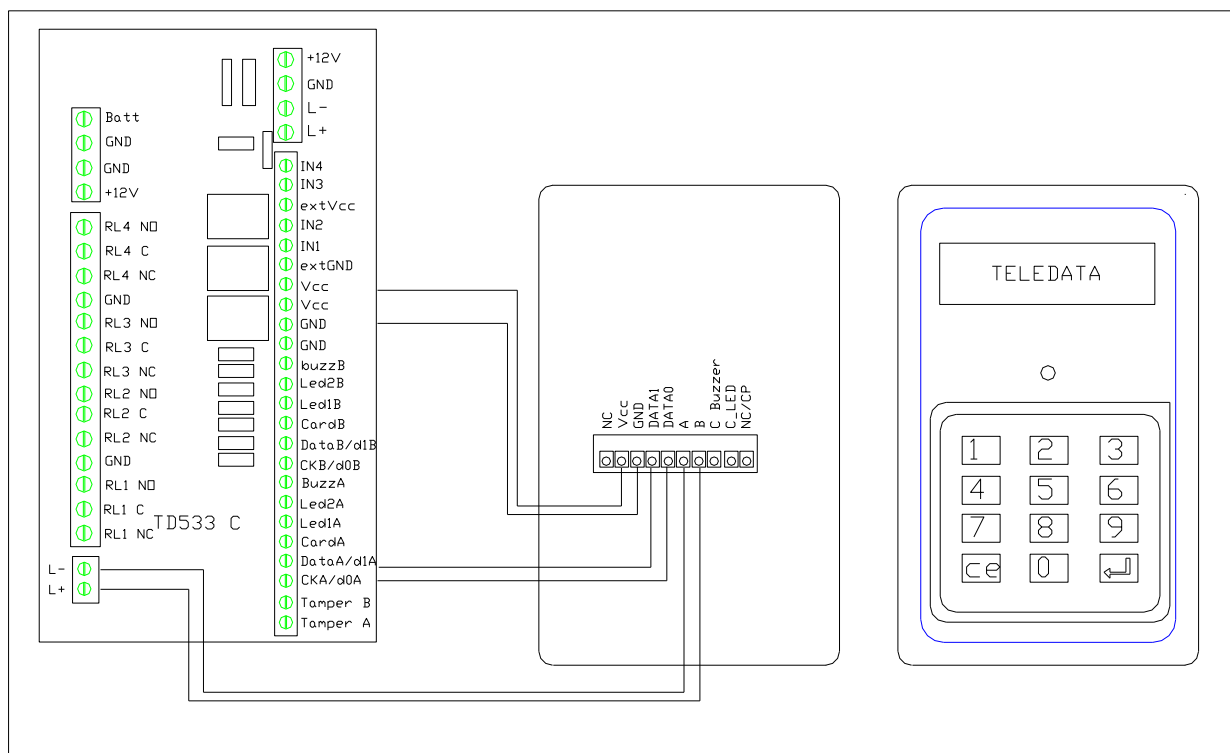 +12V
GND
L-
L+
Batt
GND
GND
+12V
IN4
IN3
extVcc
IN2
IN1
extGND
Vcc
Vcc
GND
GND
buzzB
Led2B
Led1B
CardB
DataB/d1B
CKB/d0B
BuzzA
Led2A
Led1A
CardA
DataA/d1A
CKA/d0A
Tamper B
Tamper A
RL4 NO
RL4 C
RL4 NC
GND
RL3 NO
RL3 C
RL3 NC
RL2 NO
RL2 C
RL2 NC
GND
RL1 NO
RL1 C
RL1 NC
TD533 C
L-
L+
NC
Vcc
GND
DATA1
DATA0
A
B
C_Buzzer
C_LED
NC/CP
TELEDATA
1 2 3
4 5 6
7 8 9
ce 0